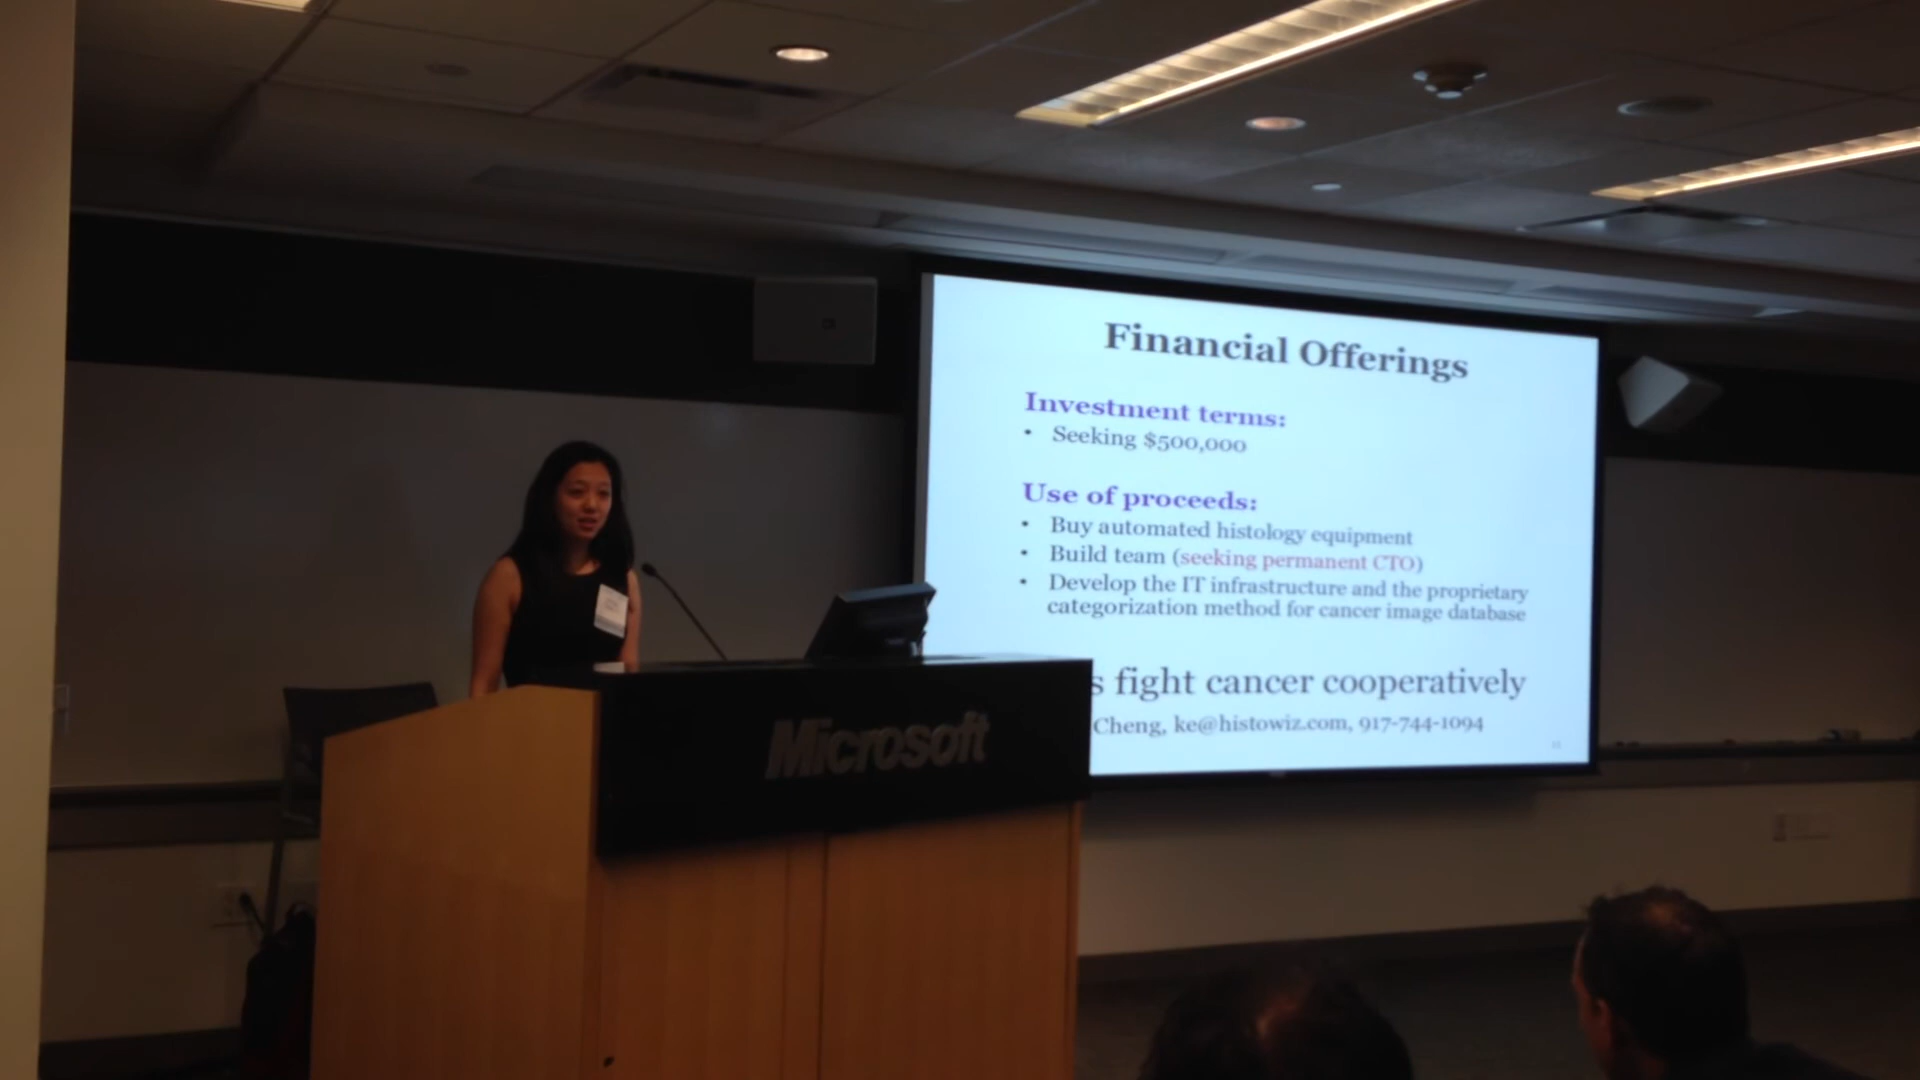 Financial Offerings
Investment terms:
• Seeking $500,000
Use of proceeds:
• Buy automated histology equipment
• Build team (seeking permanent CTO)
• Develop the IT infrastructure and the proprietary
categorization method for cancer image database
s fight cancer cooperatively
Cheng, ke@histowiz.com, 917-744-1094
Microsoft